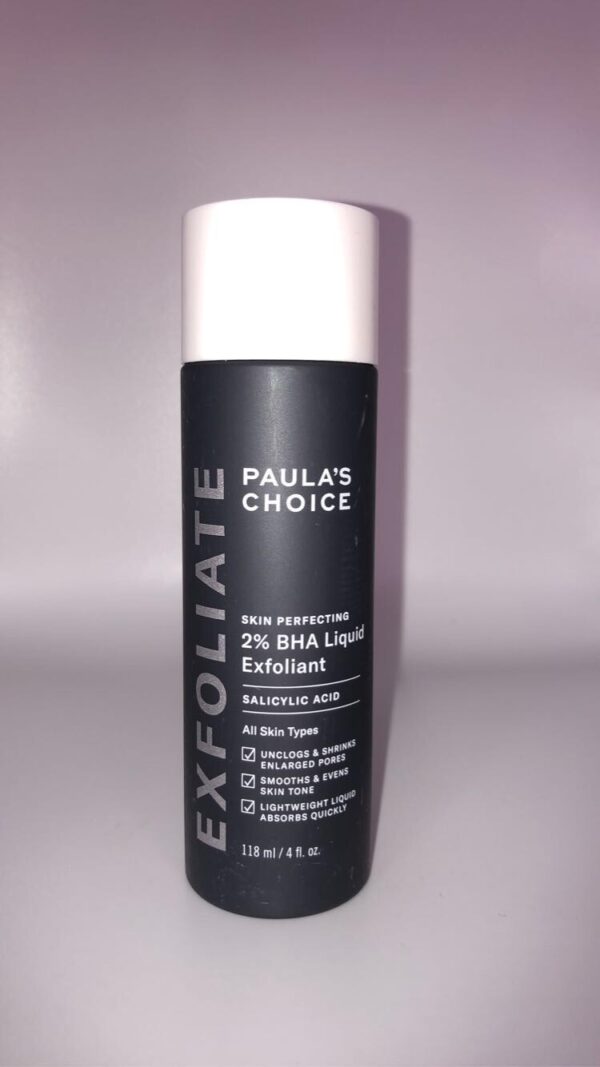 EXFOLIATE
PAULA'S
CHOICE
SKIN PERFECTING
2% BHA Liquid
Exfoliant
SALICYLIC ACID
All Skin Types
UNCLOGS & SHRINKS
ENLARGED PORES
SMOOTHS & EVENS
SKIN TONE
LIGHTWEIGHT LIQUID
ABSORBS QUICKLY
118 ml / 4 fl. oz.